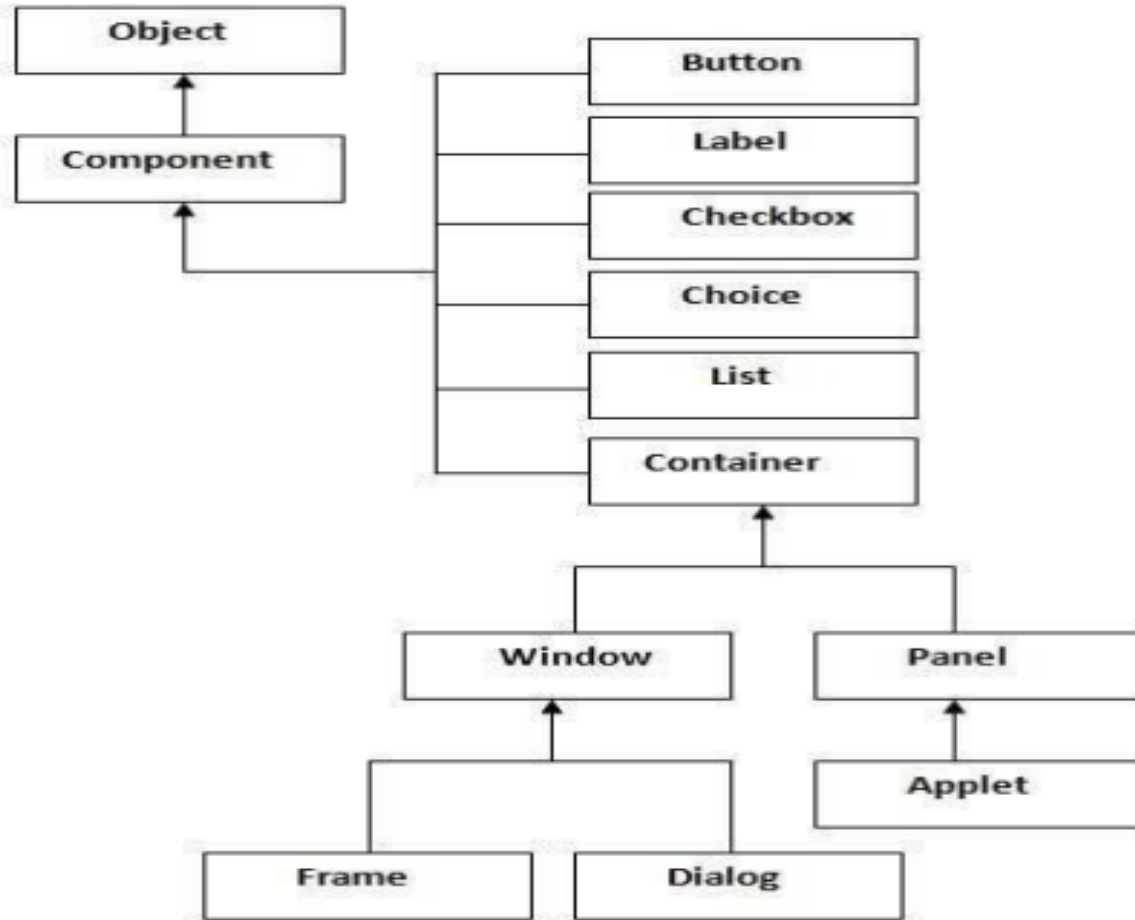 Object
Component
Button
Label
Checkbox
Choice
List
Container
Window
Panel
Applet
Frame
Dialog